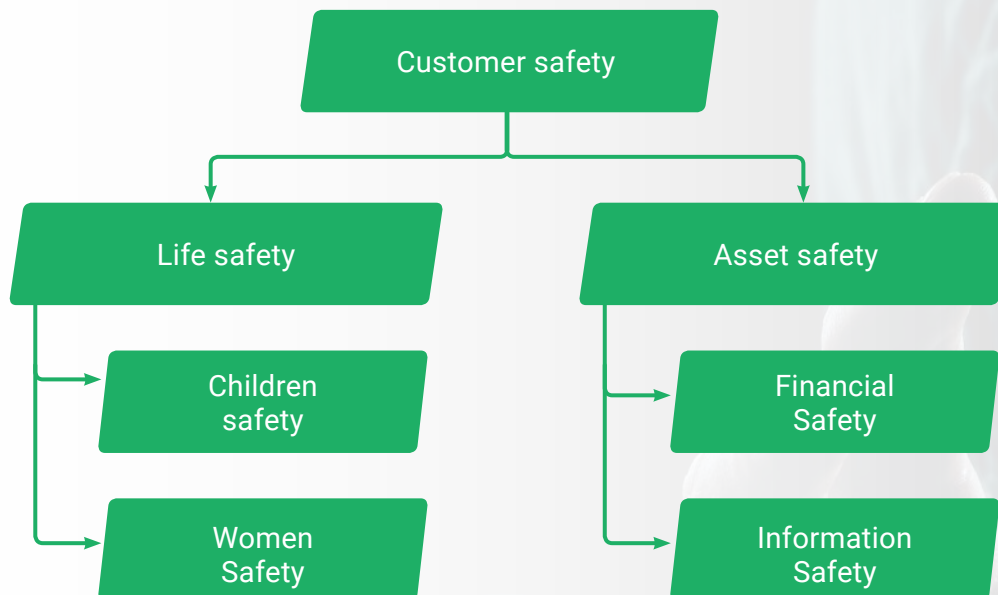 Customer safety
Life safety
Asset safety
Children
safety
Financial
Safety
Women
Safety
Information
Safety